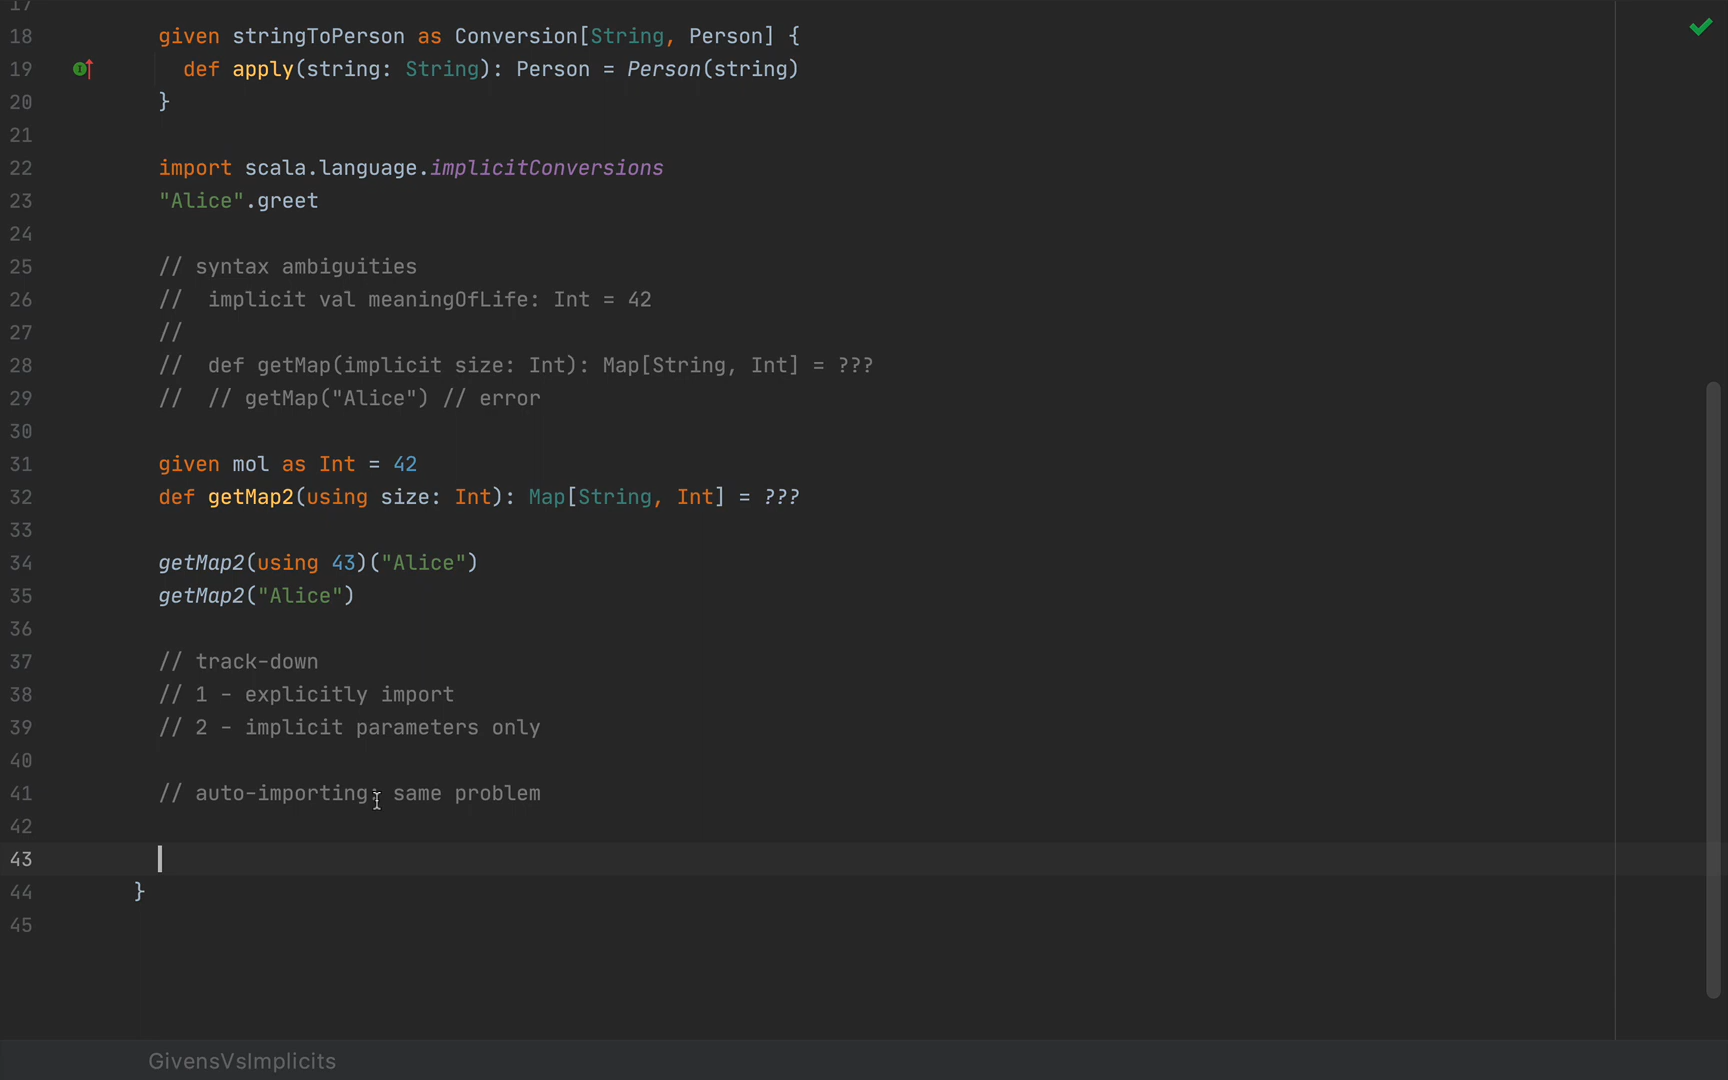 17
18 given stringToPerson as Conversion[String, Person] {
19 def apply(string: String): Person = Person(string)
20 }
21
22 import scala.language.implicitConversions
23 "Alice".greet
24
25 // syntax ambiguities
26 //  implicit val meaningOfLife: Int = 42
27 //
28 //  def getMap(implicit size: Int): Map[String, Int] = ???
29 //  // getMap("Alice") // error
30
31 given mol as Int = 42
32 def getMap2(using size: Int): Map[String, Int] = ???
33
34 getMap2(using 43)("Alice")
35 getMap2("Alice")
36
37 // track-down
38 // 1 - explicitly import
39 // 2 - implicit parameters only
40
41 // auto-importing: same problem
42
43
44 }
45
GivensVsImplicits